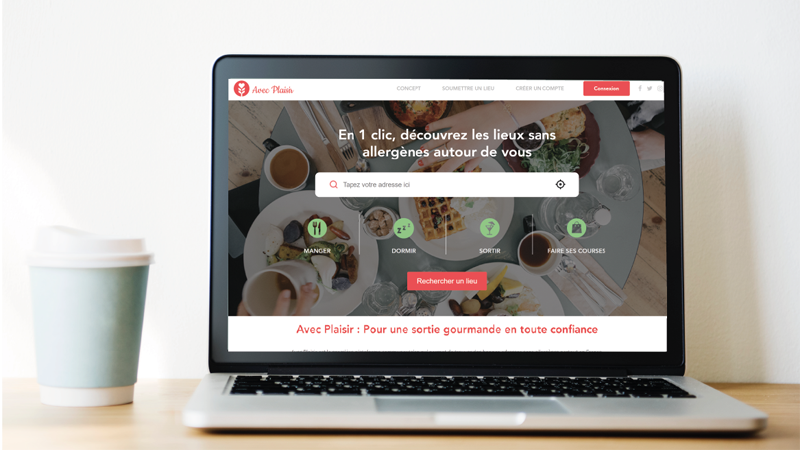 Avec Plaisir
CONCEPT
SOUMETTRE UN LIEU
CRÉER UN COMPTE
Connexion
En 1 clic, découvrez les lieux sans
allergènes autour de vous
Tapez votre adresse ici
MANGER
DORMIR
SORTIR
FAIRE SES COURSES
Rechercher un lieu
Avec Plaisir : Pour une sortie gourmande en toute confiance